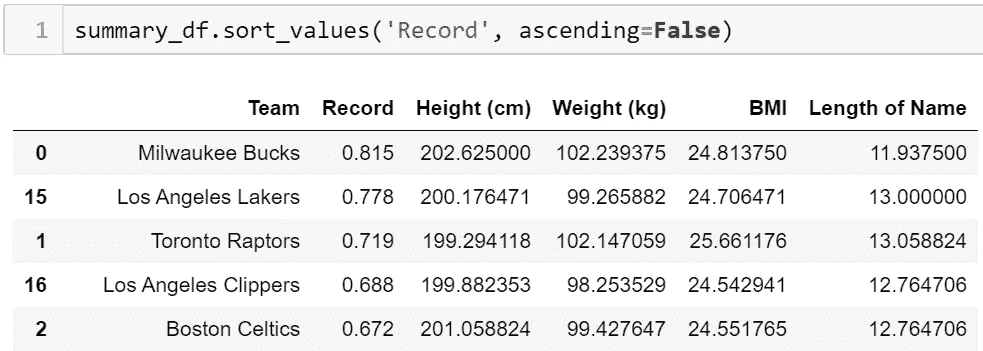 1 summary_df.sort_values('Record', ascending=False)
Team Record Height (cm) Weight (kg) BMI Length of Name
0 Milwaukee Bucks 0.815 202.625000 102.239375 24.813750 11.937500
15 Los Angeles Lakers 0.778 200.176471 99.265882 24.706471 13.000000
1 Toronto Raptors 0.719 199.294118 102.147059 25.661176 13.058824
16 Los Angeles Clippers 0.688 199.882353 98.253529 24.542941 12.764706
2 Boston Celtics 0.672 201.058824 99.427647 24.551765 12.764706